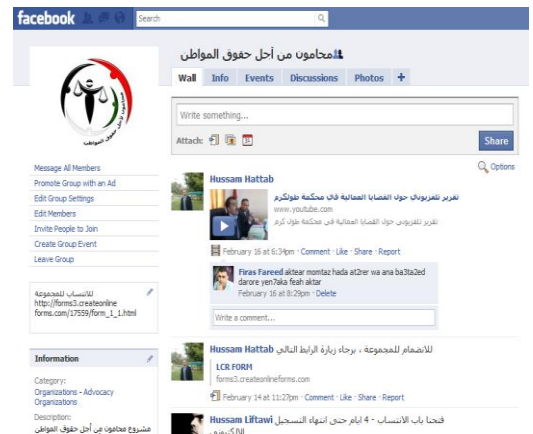 facebook
Search
محامون من أجل حقوق المواطن
Wall Info Events Discussions Photos +
Write something...
Attach:
Share
Options
Message All Members
Promote Group with an Ad
Edit Group Settings
Edit Members
Invite People to Join
Create Group Event
Leave Group
للانتساب للمجموعة
http://forms3.createonline
forms.com/17559/form_1_1.html
Information
Category:
Organizations - Advocacy
Organizations
Description:
مشروع محامون من أجل حقوق المواطن
Hussam Hattab
تقرير تلفزيوني حول القضايا العمالية في محكمة طولكرم
www.youtube.com
تقرير تلفزيوني حول القضايا العمالية في محكمة طول كرم
February 16 at 6:34pm · Comment · Like · Share · Report
Firas Fareed aktear momtaz hada at2rer wa ana ba3ta2ed
darore yen7aka feah aktar
February 16 at 8:29pm · Delete
Write a comment...
Hussam Hattab للانضمام للمجموعة ، برجاء زيارة الرابط التالي
LCR FORM
forms3.createonlineforms.com
February 14 at 11:27pm · Comment · Like · Share · Report
Hussam Liftawi فتحنا باب الانتساب - 4 ايام حتى انتهاء التسجيل
الالكتروني